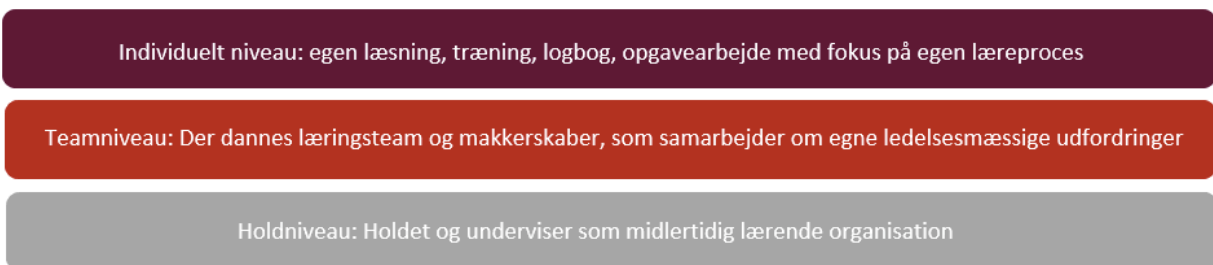 Individuelt niveau: egen læsning, træning, logbog, opgavearbejde med fokus på egen læreproces
Teamniveau: Der dannes læringsteam og makkerskaber, som samarbejder om egne ledelsesmæssige udfordringer
Holdniveau: Holdet og underviser som midlertidig lærende organisation